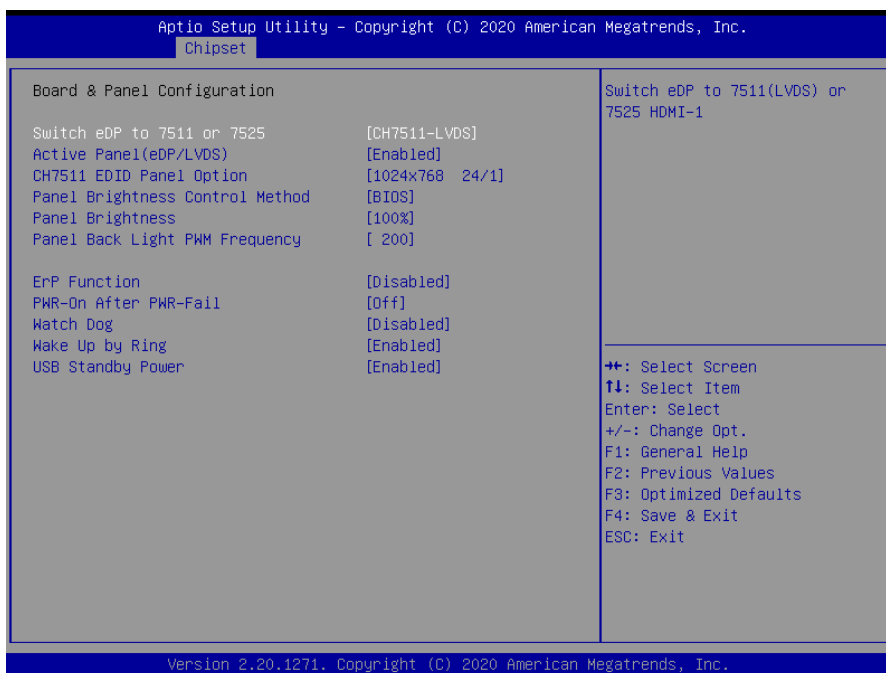 Aptio Setup Utility – Copyright (C) 2020 American Megatrends, Inc.
Chipset
Board & Panel Configuration
Switch eDP to 7511 or 7525 [CH7511-LVDS]
Active Panel(eDP/LVDS) [Enabled]
CH7511 EDID Panel Option [1024x768 24/1]
Panel Brightness Control Method [BIOS]
Panel Brightness [100%]
Panel Back Light PWM Frequency [ 200]
ErP Function [Disabled]
PWR-On After PWR-Fail [Off]
Watch Dog [Disabled]
Wake Up by Ring [Enabled]
USB Standby Power [Enabled]
Switch eDP to 7511(LVDS) or
7525 HDMI-1
→←: Select Screen
↑↓: Select Item
Enter: Select
+/-: Change Opt.
F1: General Help
F2: Previous Values
F3: Optimized Defaults
F4: Save & Exit
ESC: Exit
Version 2.20.1271. Copyright (C) 2020 American Megatrends, Inc.